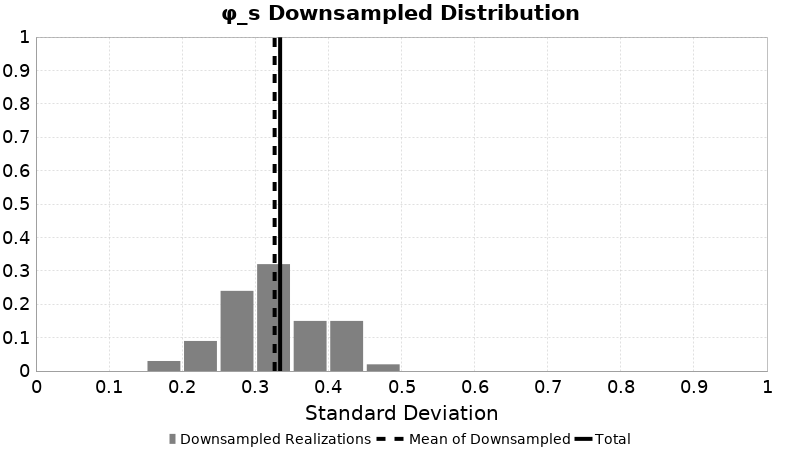 φ_s Downsampled Distribution
1
0.9
0.8
0.7
0.6
0.5
0.4
0.3
0.2
0.1
0
0 0.1 0.2 0.3 0.4 0.5 0.6 0.7 0.8 0.9 1
Standard Deviation
Downsampled Realizations Mean of Downsampled Total